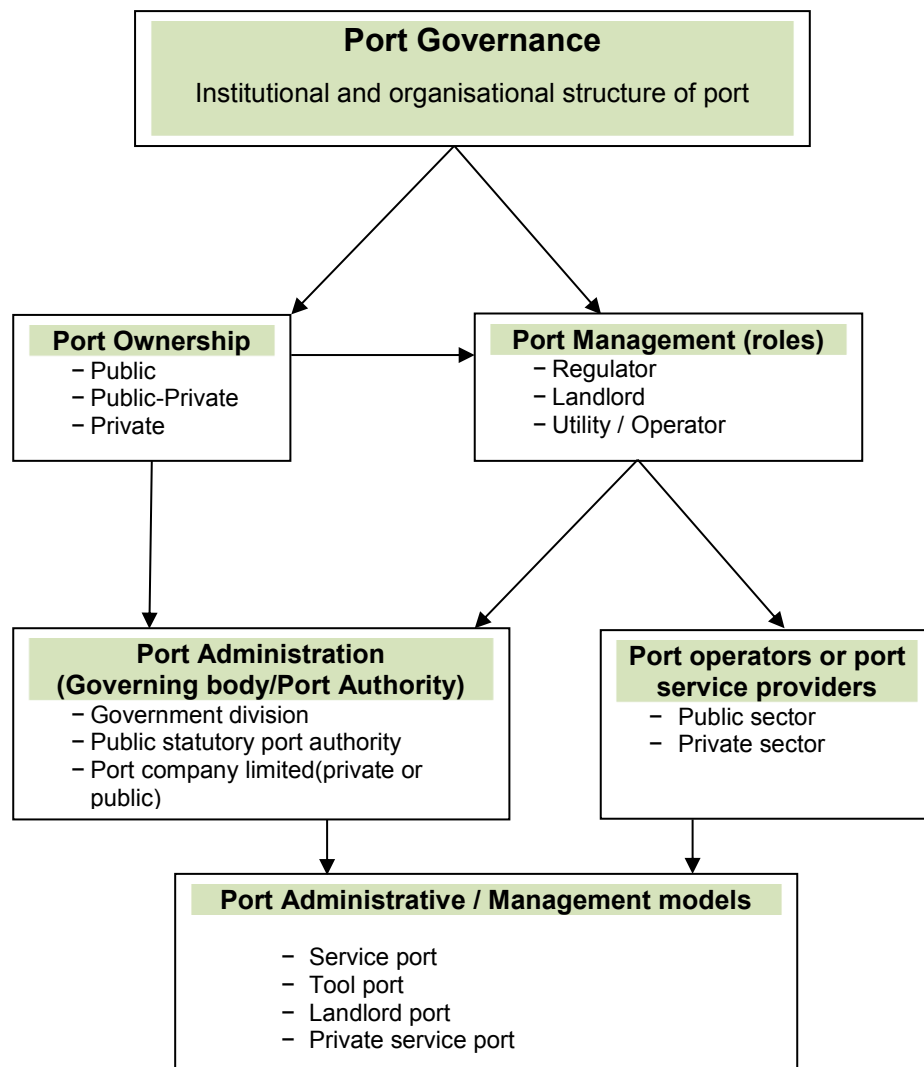 Port Governance
Institutional and organisational structure of port
Port Ownership
− Public
− Public-Private
− Private
Port Management (roles)
− Regulator
− Landlord
− Utility / Operator
Port Administration
(Governing body/Port Authority)
− Government division
− Public statutory port authority
− Port company limited(private or
public)
Port operators or port
service providers
− Public sector
− Private sector
Port Administrative / Management models
− Service port
− Tool port
− Landlord port
− Private service port